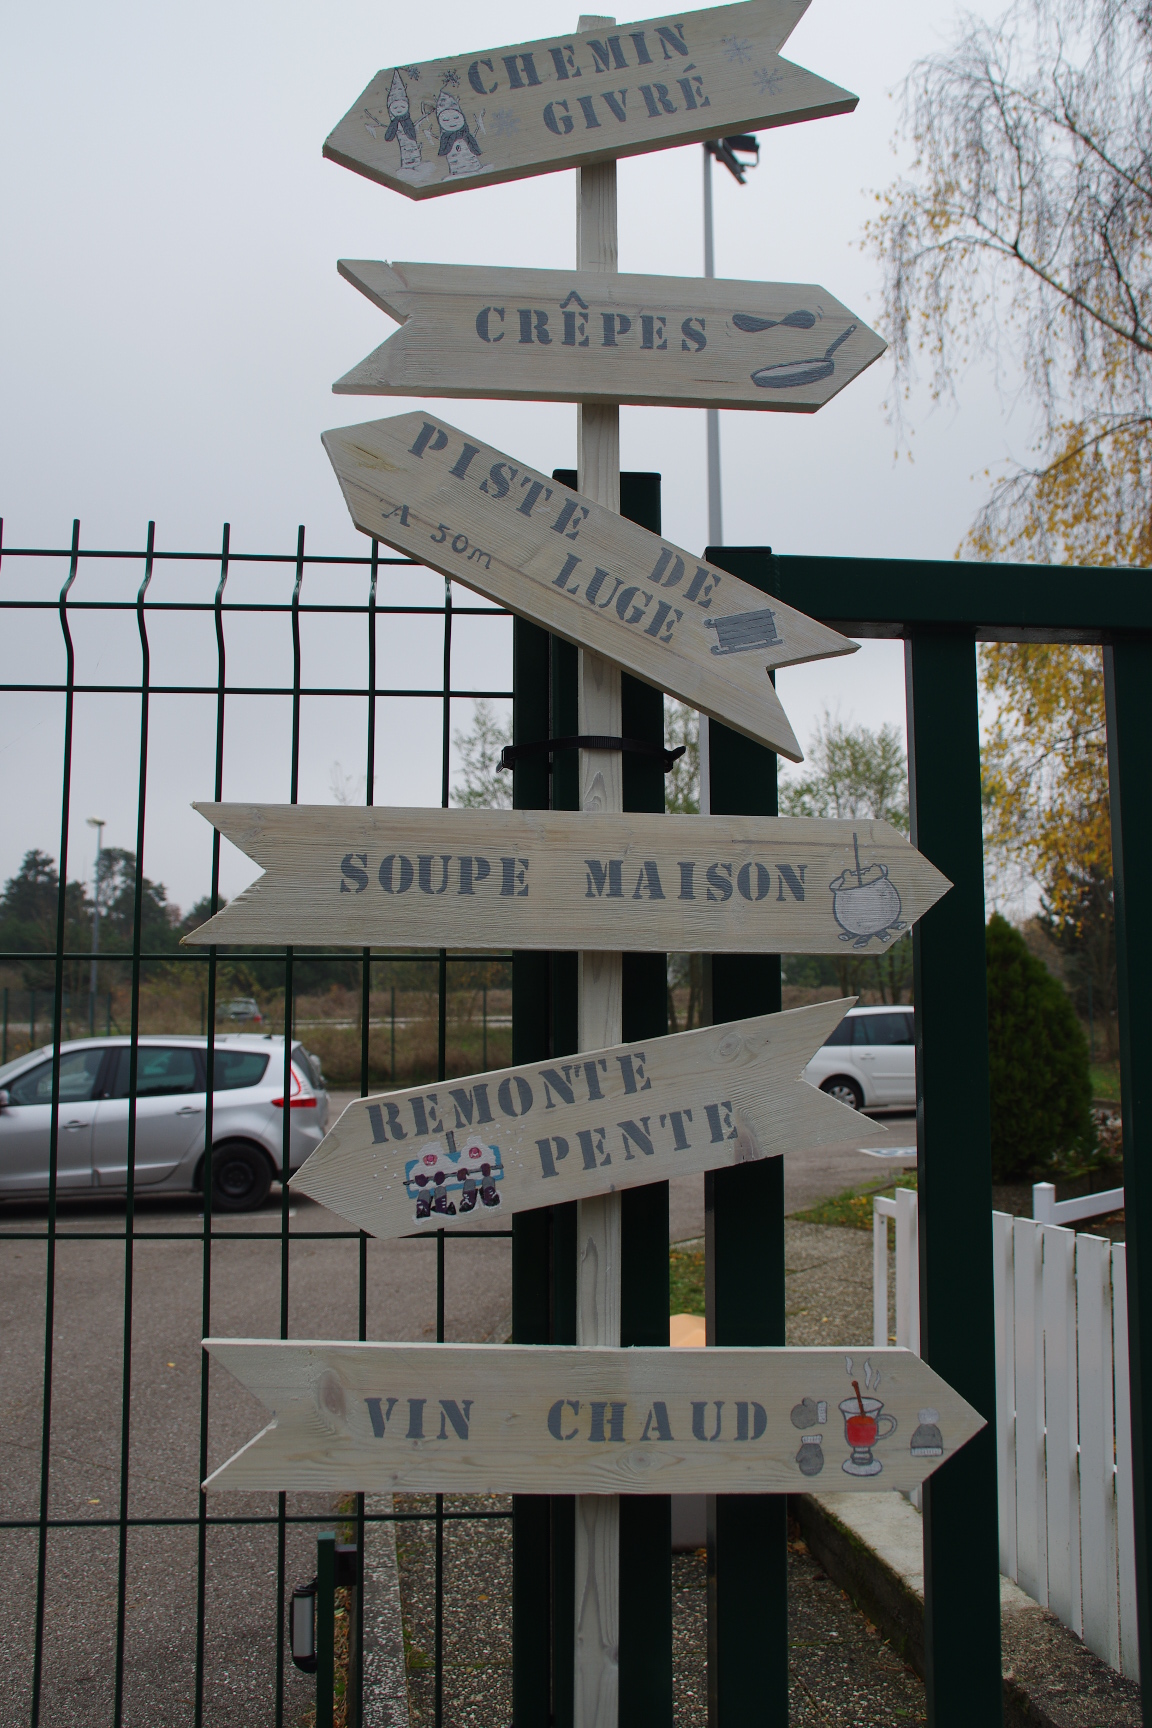 CHEMIN
GIVRÉ
CRÊPES
PISTE DE
A 50m LUGE
SOUPE MAISON
REMONTE
PENTE
VIN CHAUD